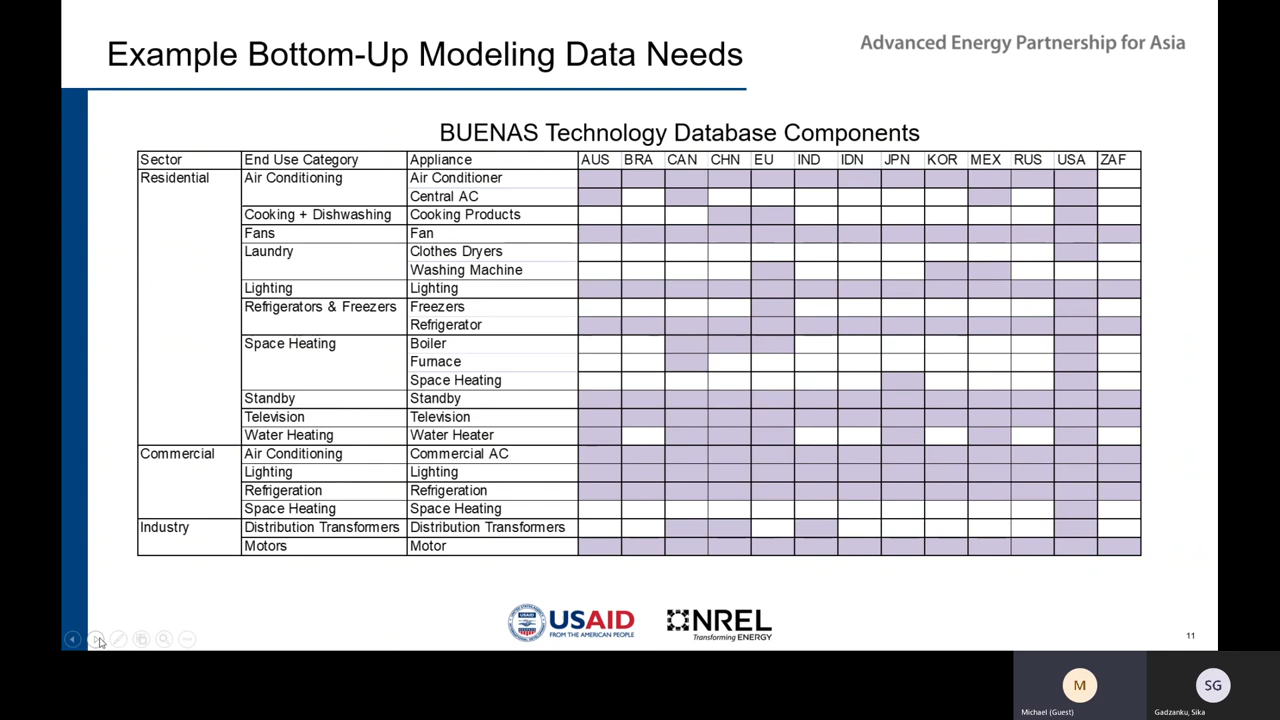 Example Bottom-Up Modeling Data Needs
Advanced Energy Partnership for Asia
BUENAS Technology Database Components
Sector End Use Category Appliance AUS BRA CAN CHN EU IND IDN JPN KOR MEX RUS USA ZAF
Residential Air Conditioning Air Conditioner
Central AC
Cooking + Dishwashing Cooking Products
Fans Fan
Laundry Clothes Dryers
Washing Machine
Lighting Lighting
Refrigerators & Freezers Freezers
Refrigerator
Space Heating Boiler
Furnace
Space Heating
Standby Standby
Television Television
Water Heating Water Heater
Commercial Air Conditioning Commercial AC
Lighting Lighting
Refrigeration Refrigeration
Space Heating Space Heating
Industry Distribution Transformers Distribution Transformers
Motors Motor
USAID
FROM THE AMERICAN PEOPLE
NREL
Transforming ENERGY
11
M
Michael (Guest)
SG
Gadzanku, Sika